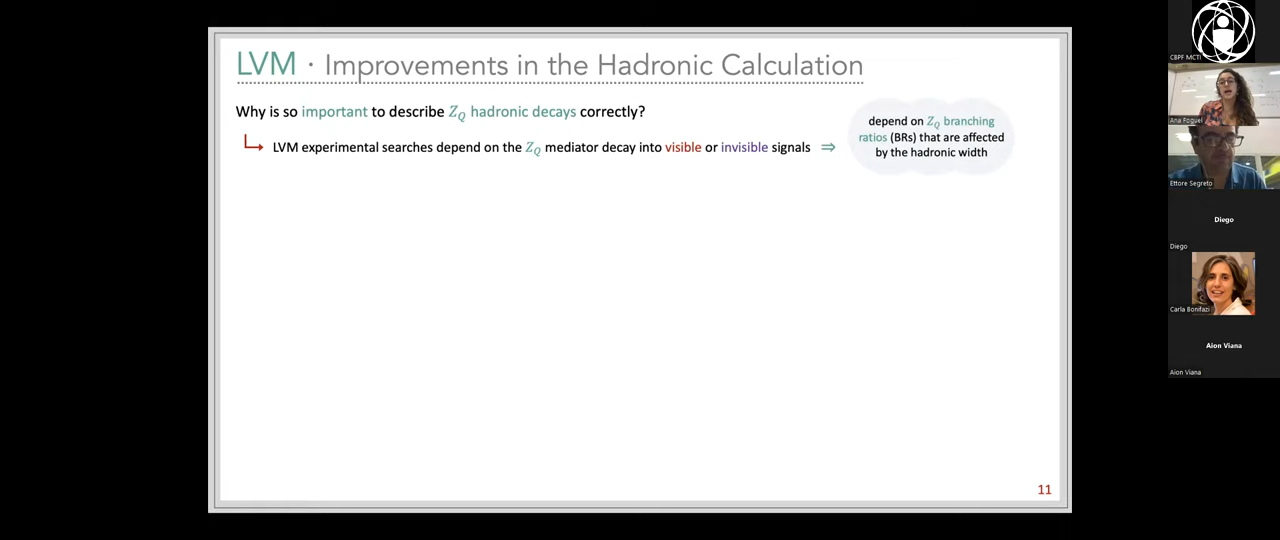 LVM · Improvements in the Hadronic Calculation
Why is so important to describe Z_Q hadronic decays correctly?
LVM experimental searches depend on the Z_Q mediator decay into visible or invisible signals ⇒
depend on Z_Q branching
ratios (BRs) that are affected
by the hadronic width
11
CBPF MCTI
Ana Foguel
Ettore Segreto
Diego
Diego
Carla Bonifazi
Aion Viana
Aion Viana